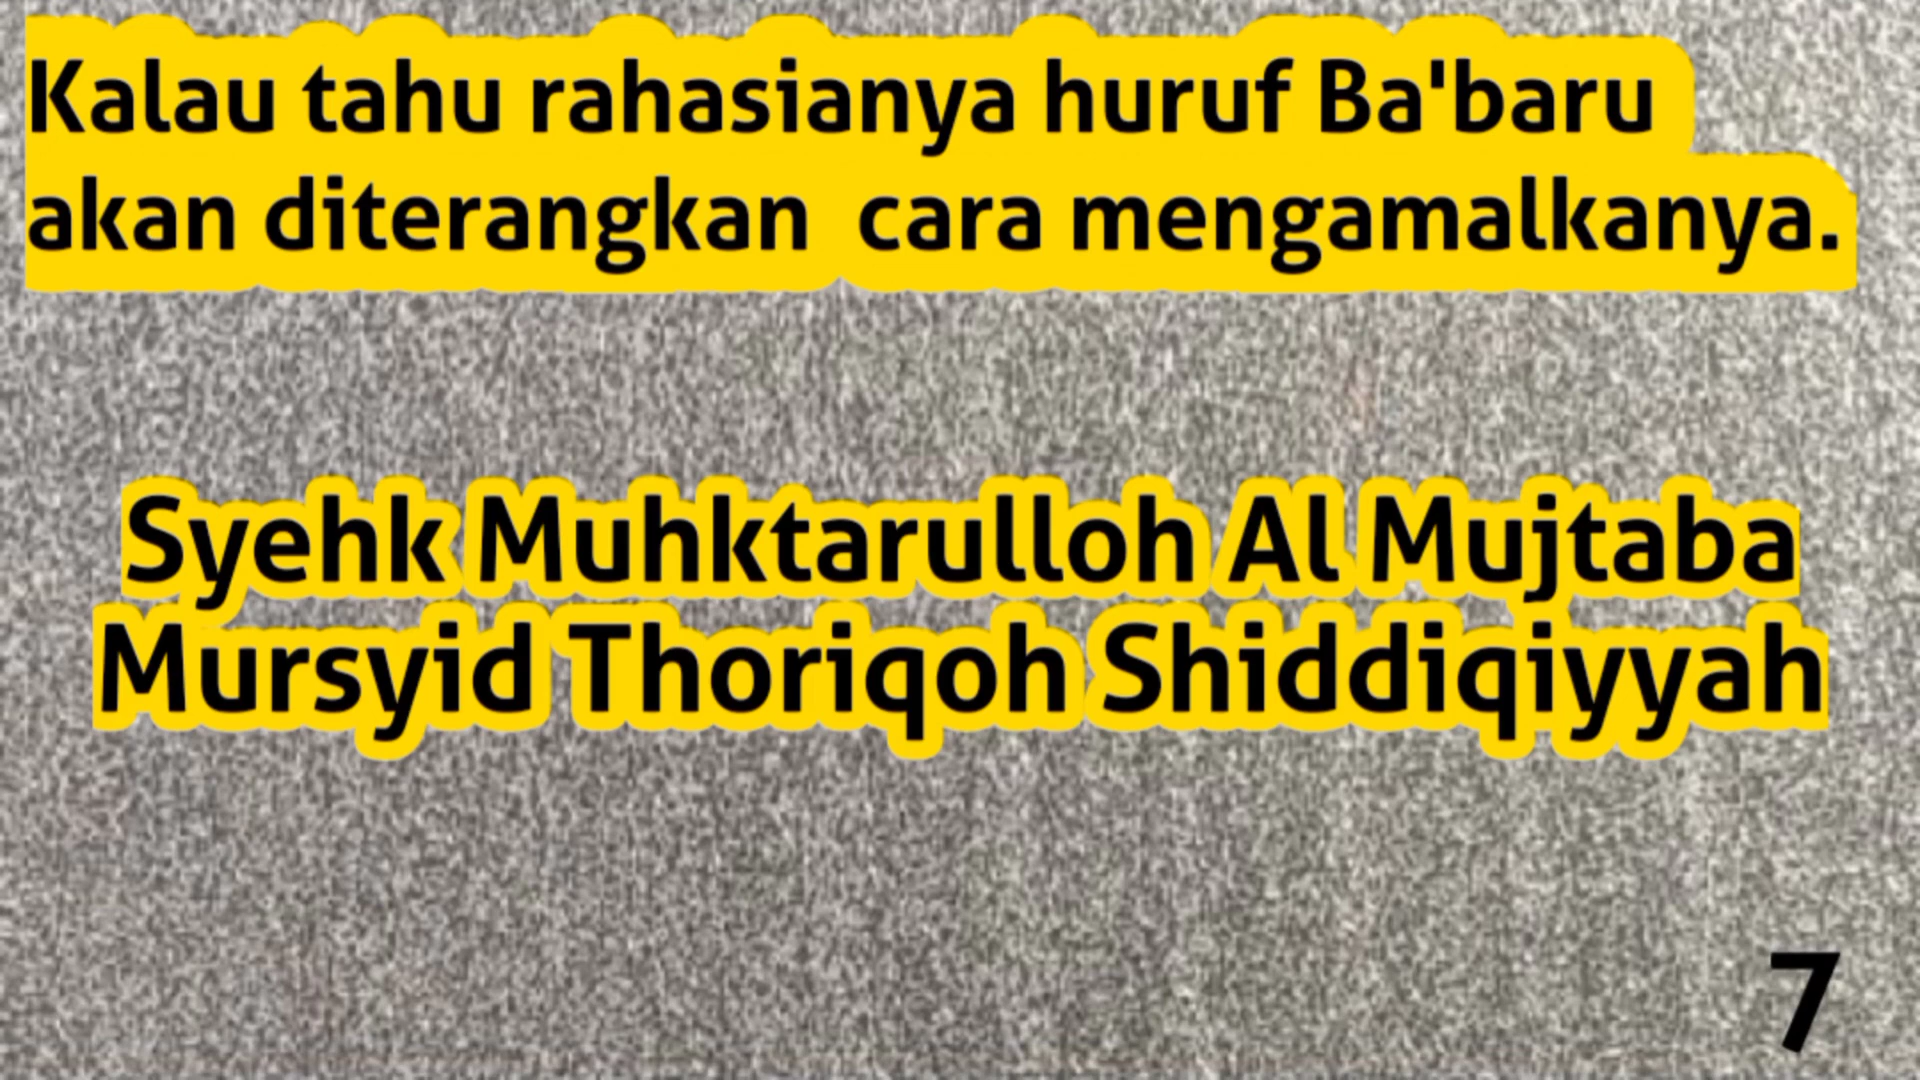 Kalau tahu rahasianya huruf Ba'baru
akan diterangkan cara mengamalkanya.
Syehk Muhktarulloh Al Mujtaba
Mursyid Thoriqoh Shiddiqiyyah
7